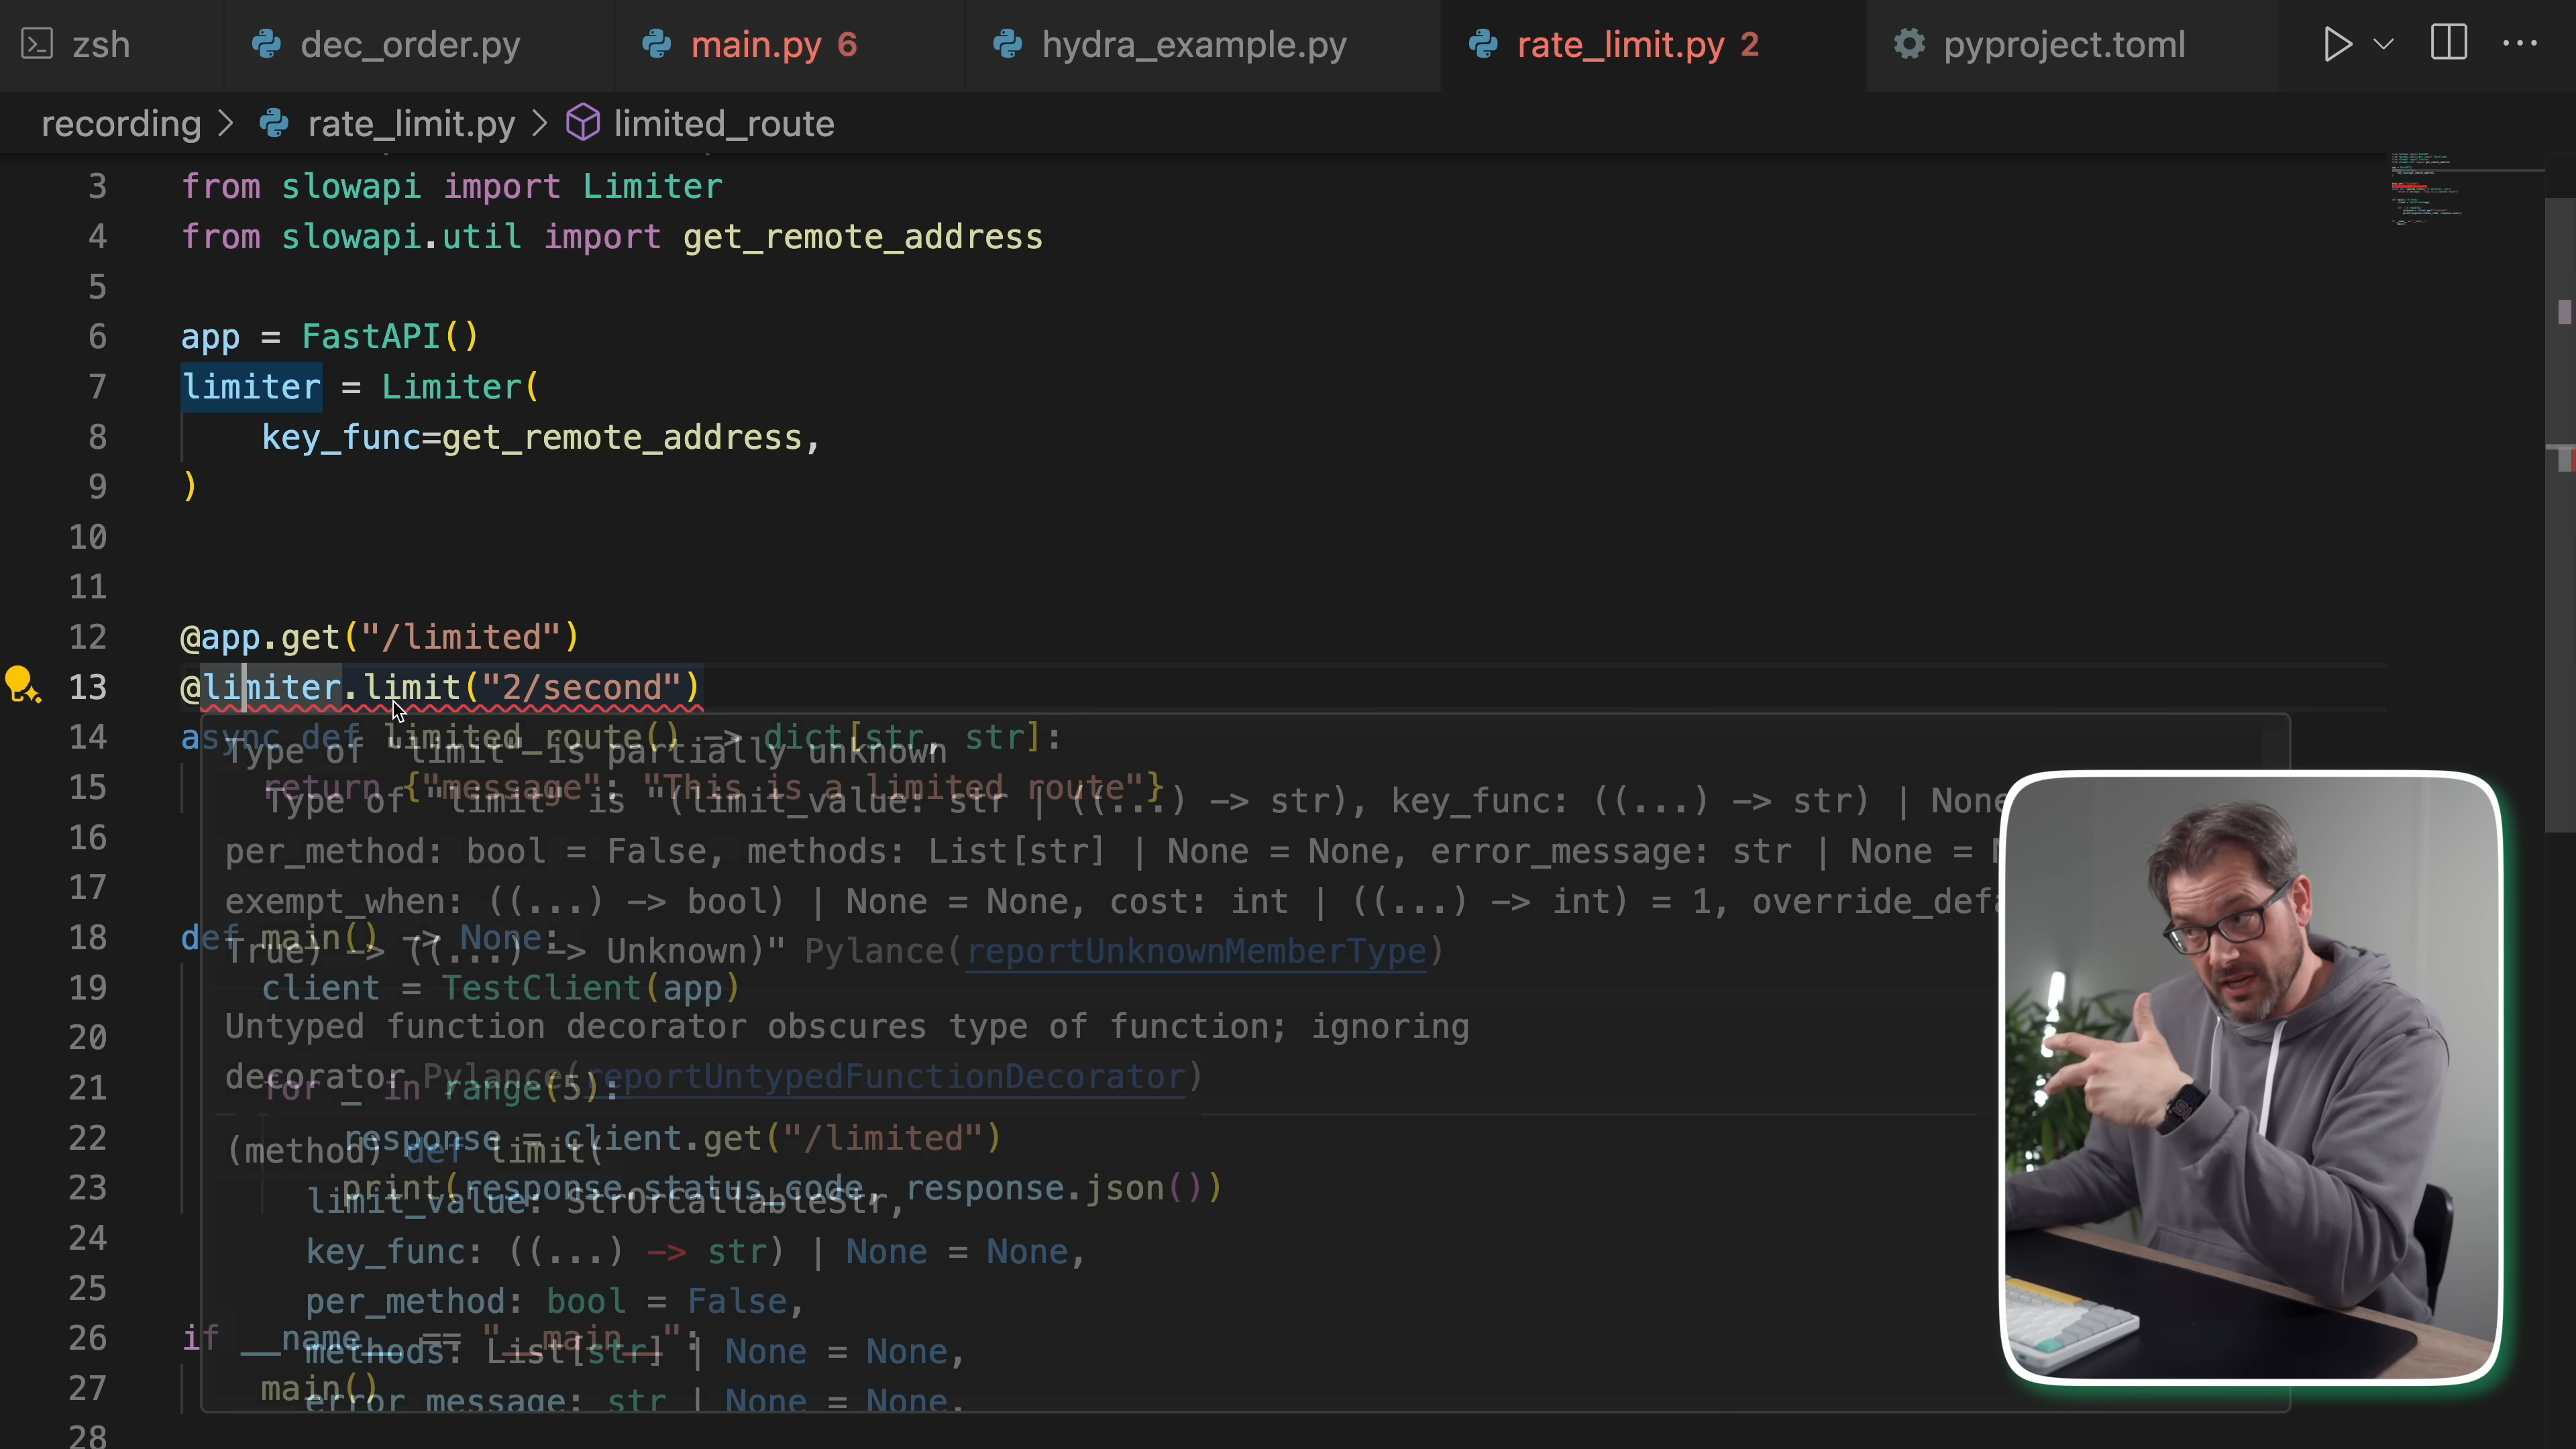 zsh
dec_order.py
main.py 6
hydra_example.py
rate_limit.py 2
pyproject.toml
recording > rate_limit.py > limited_route
3 from slowapi import Limiter
4 from slowapi.util import get_remote_address
5
6 app = FastAPI()
7 limiter = Limiter(
8 key_func=get_remote_address,
9 )
10
11
12 @app.get("/limited")
13 @limiter.limit("2/second")
14 async def limited_route() -> dict[str, str]:
Type of "limit" is partially unknown
15 return {"message": "This is a limited route"}
Type of "limit" is "(limit_value: str | ((...) -> str), key_func: ((...) -> str) | None
16
per_method: bool = False, methods: List[str] | None = None, error_message: str | None =
17
exempt_when: ((...) -> bool) | None = None, cost: int | ((...) -> int) = 1,
18 def main() -> None:
True) -> ((...) -> Unknown)" Pylance(reportUnknownMemberType)
19 client = TestClient(app)
20
Untyped function decorator obscures type of function; ignoring
decorator Pylance(reportUntypedFunctionDecorator)
21 for _ in range(5):
22 response = client.get("/limited")
(method) def limit(
23 print(response.status_code, response.json())
limit_value: StrOrCallableStr,
24
key_func: ((...) -> str) | None = None,
25
per_method: bool = False,
26 if __name__ == "__main__":
methods: List[str] | None = None,
27 main()
error_message: str | None = None,
28